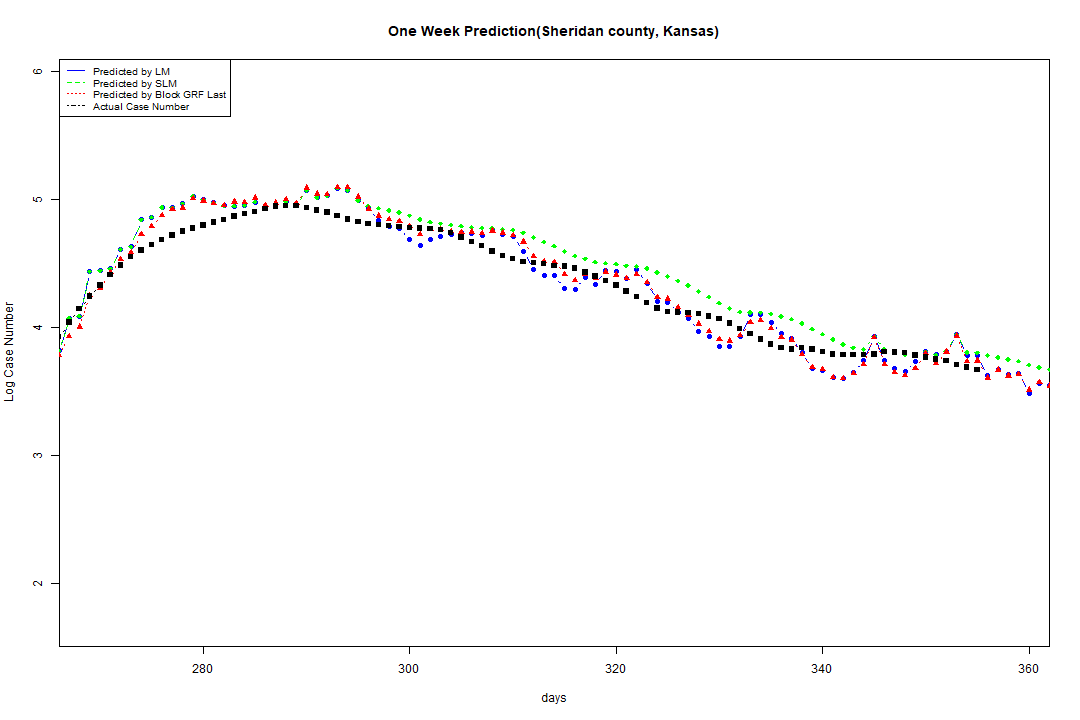 One Week Prediction(Sheridan county, Kansas)
Predicted by LM
Predicted by SLM
Predicted by Block GRF Last
Actual Case Number
6
5
4
3
2
Log Case Number
280 300 320 340 360
days